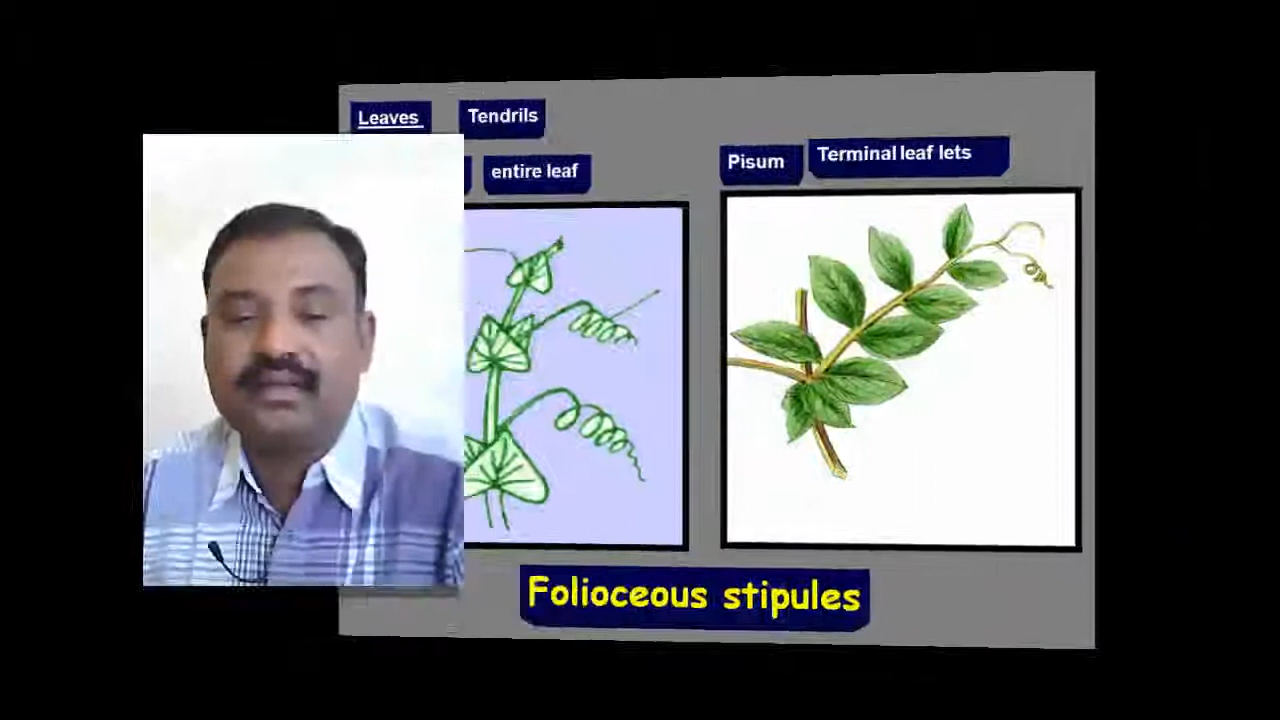 Leaves Tendrils
entire leaf
Pisum Terminal leaf lets
Folioceous stipules